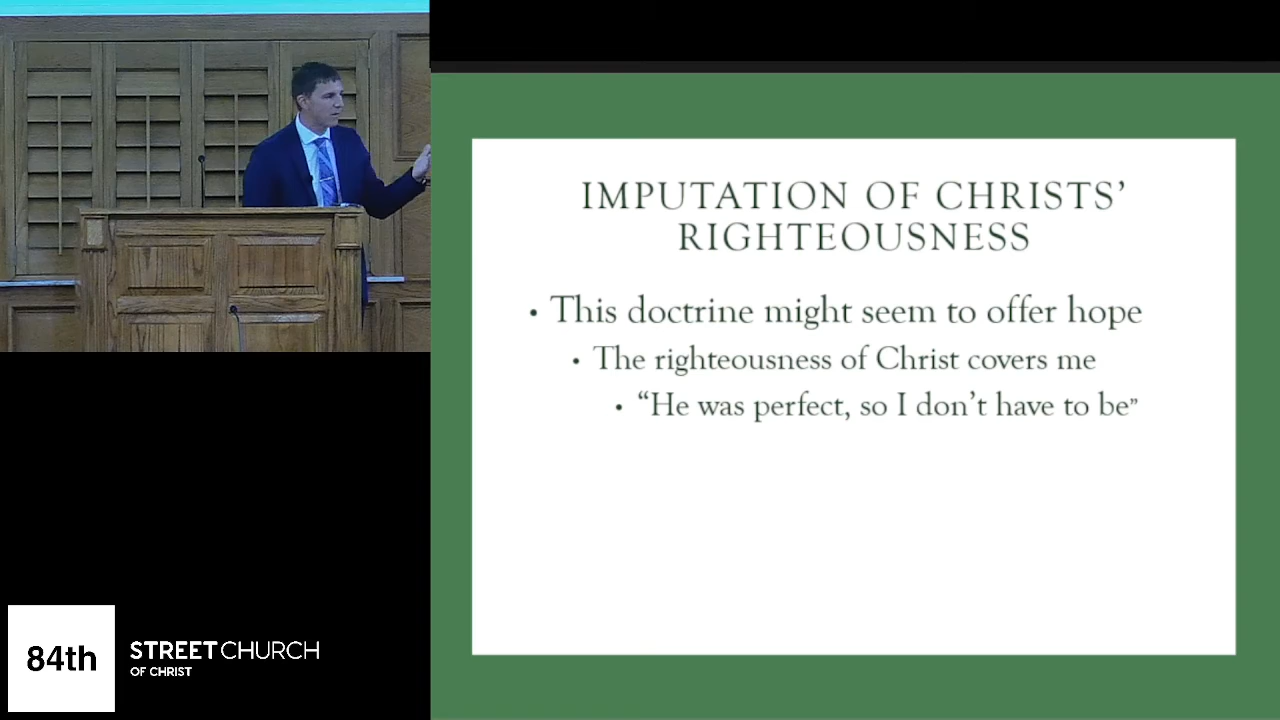 IMPUTATION OF CHRISTS’
RIGHTEOUSNESS
• This doctrine might seem to offer hope
• The righteousness of Christ covers me
• “He was perfect, so I don’t have to be”
84th
STREET CHURCH
OF CHRIST